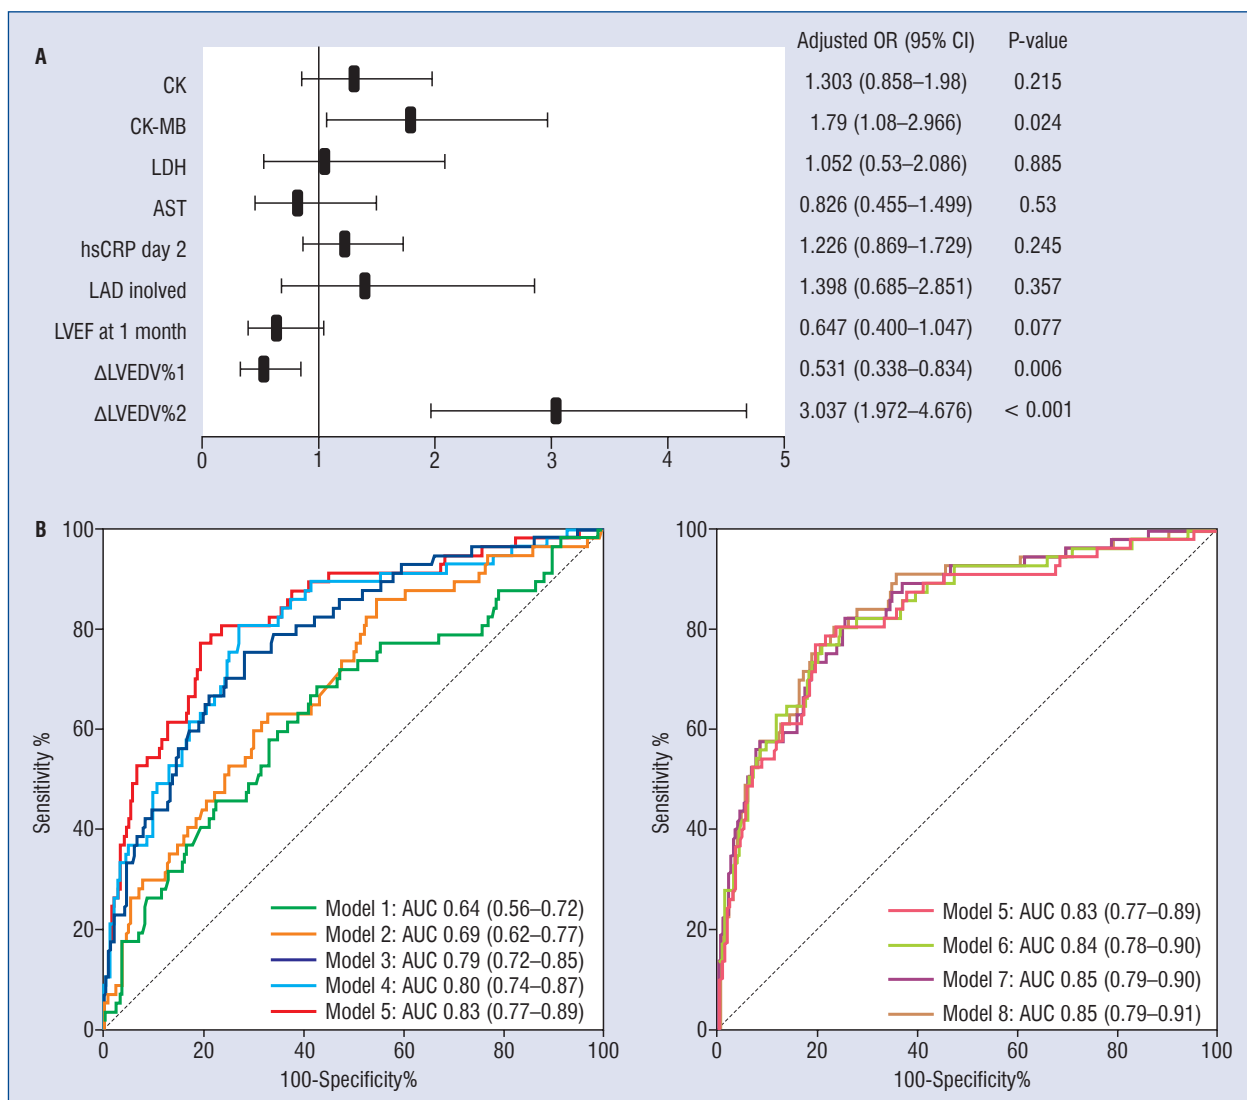 A
Adjusted OR (95% CI) P-value
CK 1.303 (0.858–1.98) 0.215
CK-MB 1.79 (1.08–2.966) 0.024
LDH 1.052 (0.53–2.086) 0.885
AST 0.826 (0.455–1.499) 0.53
hsCRP day 2 1.226 (0.869–1.729) 0.245
LAD inolved 1.398 (0.685–2.851) 0.357
LVEF at 1 month 0.647 (0.400–1.047) 0.077
ΔLVEDV%1 0.531 (0.338–0.834) 0.006
ΔLVEDV%2 3.037 (1.972–4.676) < 0.001
0 1 2 3 4 5
B
100
80
60
40
20
0
Sensitivity %
Model 1: AUC 0.64 (0.56–0.72)
Model 2: AUC 0.69 (0.62–0.77)
Model 3: AUC 0.79 (0.72–0.85)
Model 4: AUC 0.80 (0.74–0.87)
Model 5: AUC 0.83 (0.77–0.89)
0 20 40 60 80 100
100-Specificity%
100
80
60
40
20
0
Sensitivity %
Model 5: AUC 0.83 (0.77–0.89)
Model 6: AUC 0.84 (0.78–0.90)
Model 7: AUC 0.85 (0.79–0.90)
Model 8: AUC 0.85 (0.79–0.91)
0 20 40 60 80 100
100-Specificity%